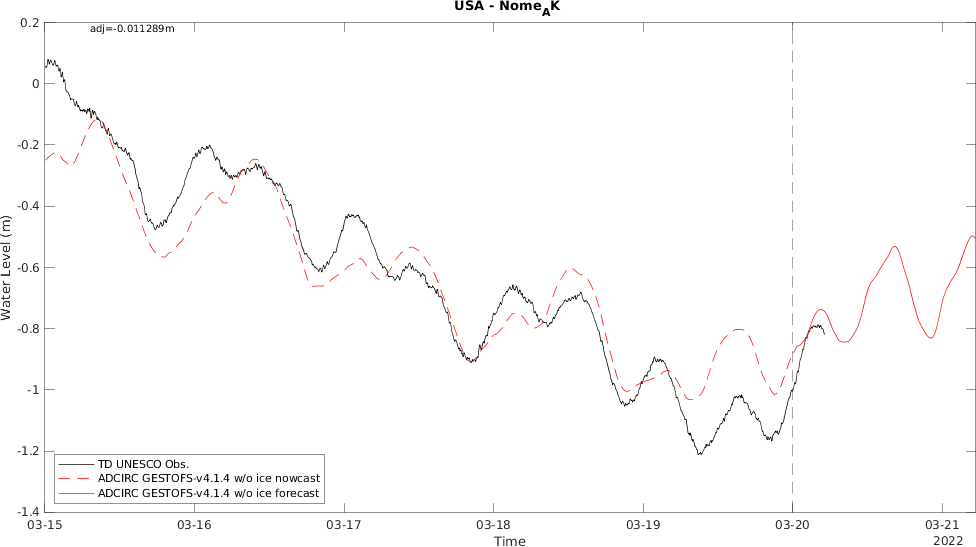 USA - Nome_AK
adj=-0.011289m
0.2
0
-0.2
-0.4
-0.6
-0.8
-1
-1.2
-1.4
Water Level (m)
TD UNESCO Obs.
ADCIRC GESTOFS-v4.1.4 w/o ice nowcast
ADCIRC GESTOFS-v4.1.4 w/o ice forecast
03-15 03-16 03-17 03-18 03-19 03-20 03-21
Time
2022